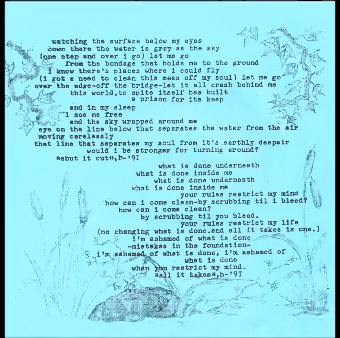 watching the surface below my eyes
down there the water is grey as the sky
(one step and over i go) let me go
from the bondage that holds me to the ground
i know there's places where i could fly
(i got a need to clean this mess off my soul) let me go
over the edge-off the bridge-let it all crash behind me
this world, to spite itself has built
a prison for its keep
and in my sleep
i see me free
and the sky wrapped around me
eye on the line below that separates the water from the air
moving carelessly
that line that separates my soul from it's earthly despair
would i be stronger for turning around?
shut it h-'91
what is done underneath
what is done inside me
what is done underneath
what is done inside me
your rules restrict my mind
how can i come clean-by scrubbing til i bleed?
how can i come clean?
by scrubbing til you bleed.
your rules restrict my life
(no changing what is done.and all it takes is one.)
i'm ashamed of what is done
-mistakes in the foundation-
i'm ashamed of what is done, i'm ashamed of
what is done
when you restrict my mind.
all it takes h-'91